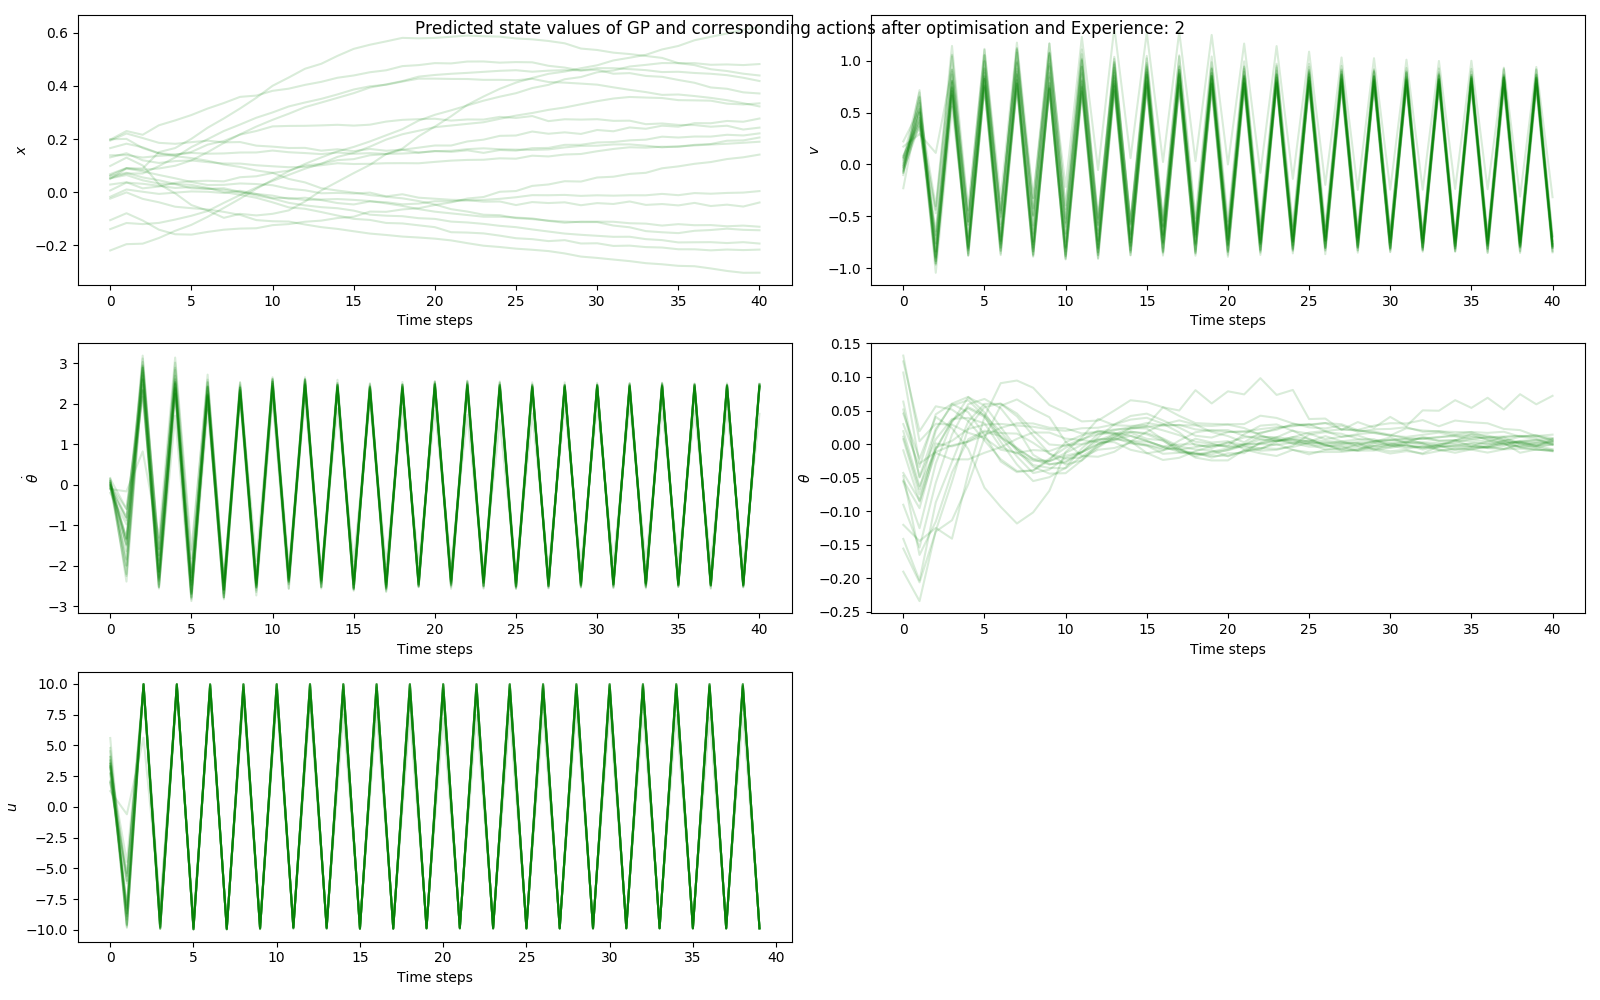 Predicted state values of GP and corresponding actions after optimisation and Experience: 2
0.6
0.4
0.2
0.0
−0.2
x
0 5 10 15 20 25 30 35 40
Time steps
1.0
0.5
0.0
−0.5
−1.0
v
0 5 10 15 20 25 30 35 40
Time steps
3
2
1
0
−1
−2
−3
θ̇
0 5 10 15 20 25 30 35 40
Time steps
0.15
0.10
0.05
0.00
−0.05
−0.10
−0.15
−0.20
−0.25
θ
0 5 10 15 20 25 30 35 40
Time steps
10.0
7.5
5.0
2.5
0.0
−2.5
−5.0
−7.5
−10.0
u
0 5 10 15 20 25 30 35 40
Time steps